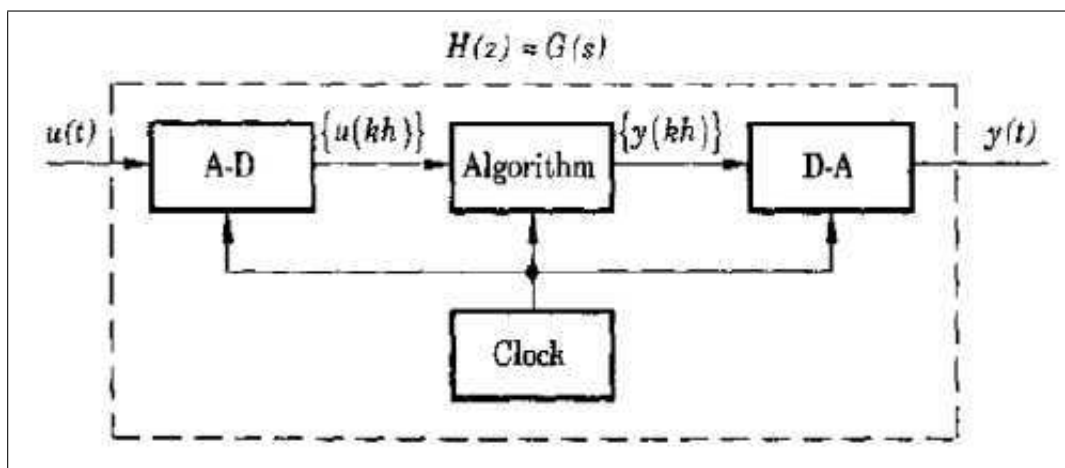 H(z) ≈ G(s)
u(t)
{u(kh)}
{y(kh)}
y(t)
A-D
Algorithm
D-A
Clock